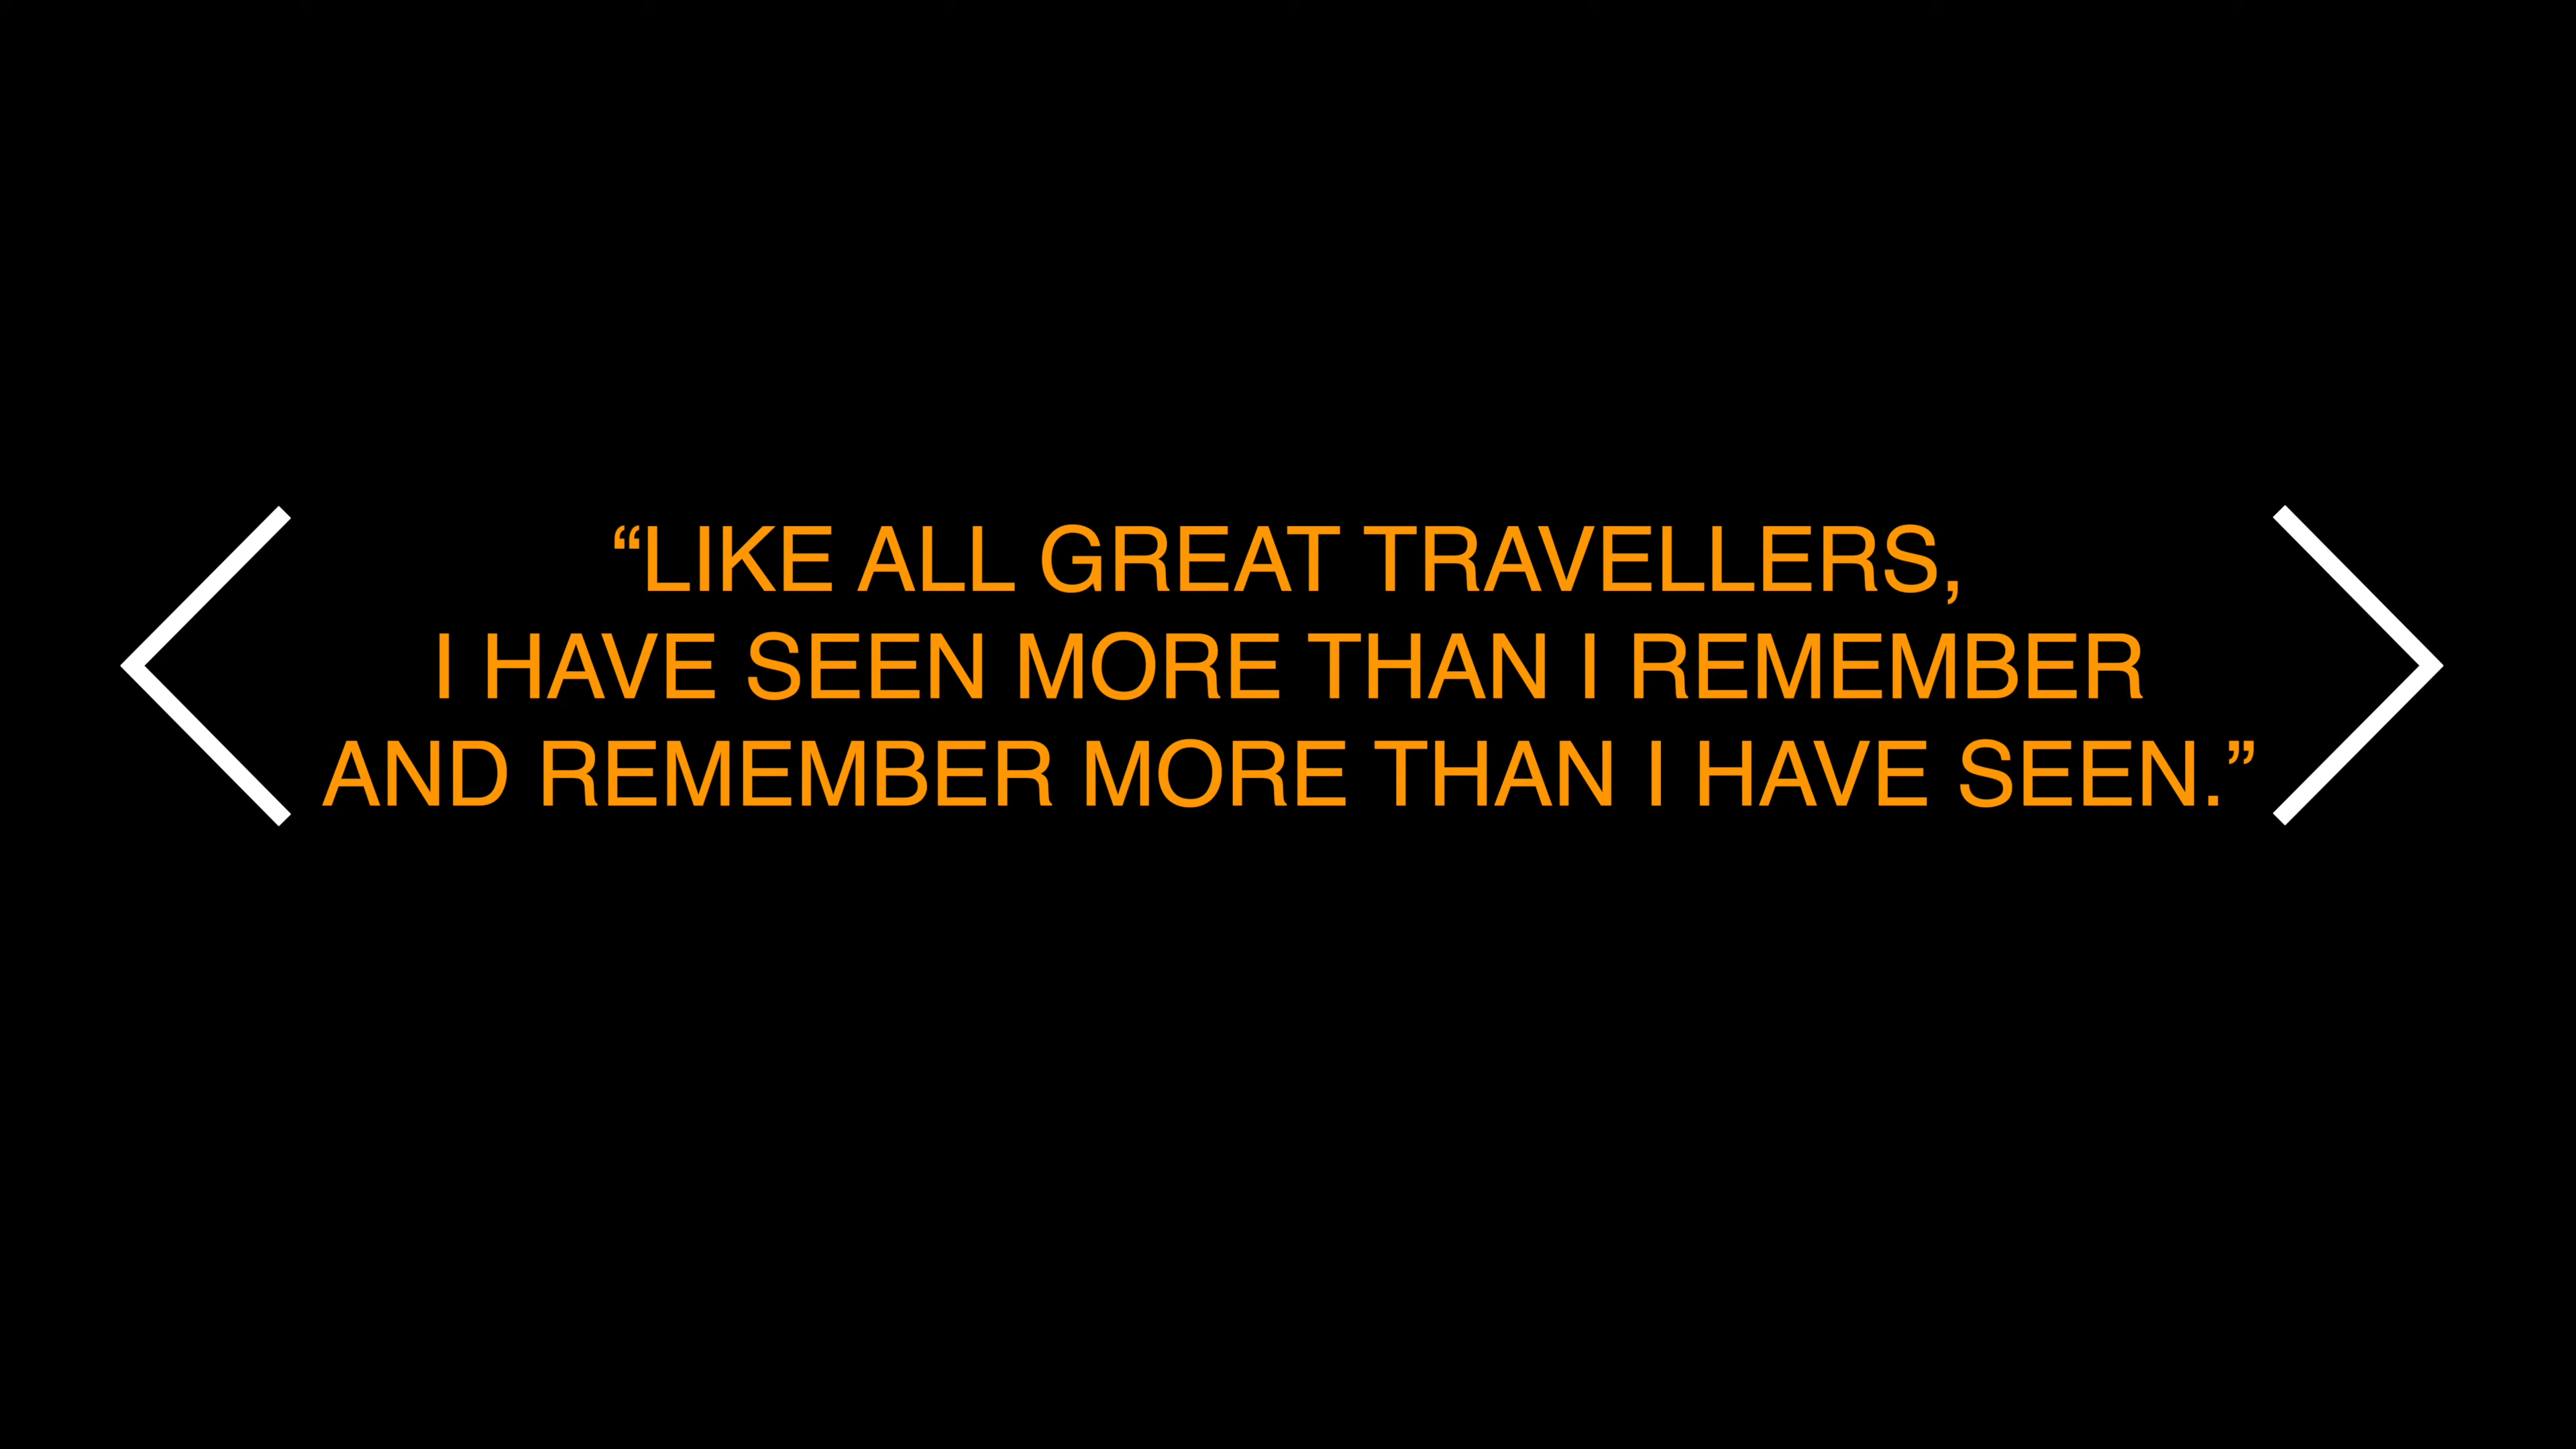 “LIKE ALL GREAT TRAVELLERS,
I HAVE SEEN MORE THAN I REMEMBER
AND REMEMBER MORE THAN I HAVE SEEN.”